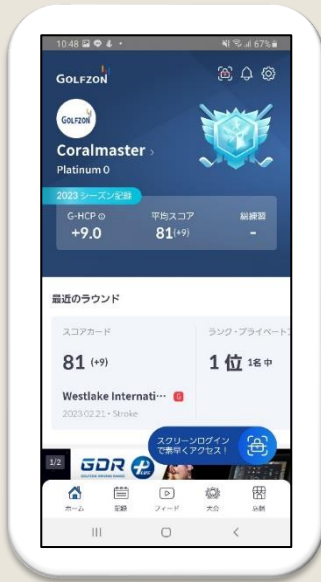 10:48
67%
GOLFZON
GOLFZON
Coralmaster
Platinum 0
2023 シーズン記録
G-HCP 平均スコア 総練習
+9.0 81(+9) -
最近のラウンド
スコアカード ランク・プライベート
81 (+9) 1 位 1名 中
Westlake Internati… G
2023.02.21・Stroke
スクリーンログイン
で素早くアクセス!
1/2 GDR
ホーム 記録 フィード 大会 店舗